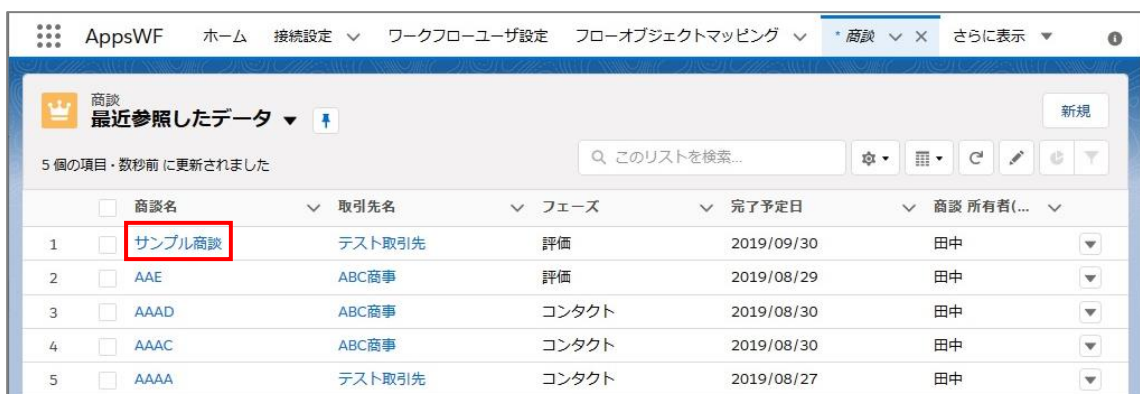 AppsWF ホーム 接続設定 ワークフローユーザ設定 フローオブジェクトマッピング * 商談 さらに表示
商談
最近参照したデータ
新規
5 個の項目・数秒前 に更新されました
このリストを検索...
商談名 取引先名 フェーズ 完了予定日 商談 所有者(...
1 サンプル商談 テスト取引先 評価 2019/09/30 田中
2 AAE ABC商事 評価 2019/08/29 田中
3 AAAD ABC商事 コンタクト 2019/08/30 田中
4 AAAC ABC商事 コンタクト 2019/08/30 田中
5 AAAA テスト取引先 コンタクト 2019/08/27 田中